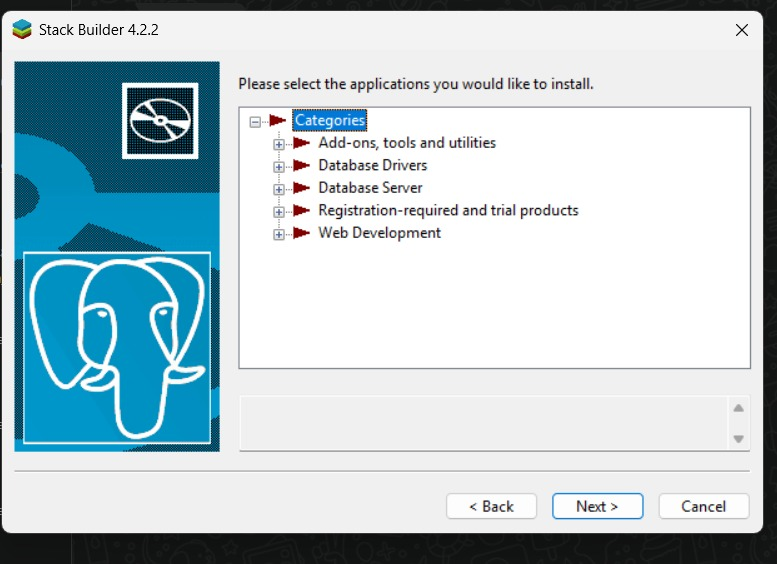 Stack Builder 4.2.2
Please select the applications you would like to install.
Categories
Add-ons, tools and utilities
Database Drivers
Database Server
Registration-required and trial products
Web Development
< Back
Next >
Cancel